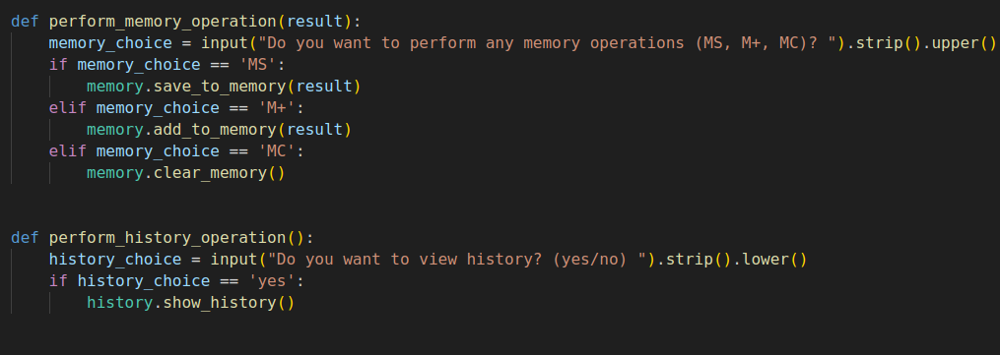 def perform_memory_operation(result):
    memory_choice = input("Do you want to perform any memory operations (MS, M+, MC)? ").strip().upper()
    if memory_choice == 'MS':
        memory.save_to_memory(result)
    elif memory_choice == 'M+':
        memory.add_to_memory(result)
    elif memory_choice == 'MC':
        memory.clear_memory()
def perform_history_operation():
    history_choice = input("Do you want to view history? (yes/no) ").strip().lower()
    if history_choice == 'yes':
        history.show_history()